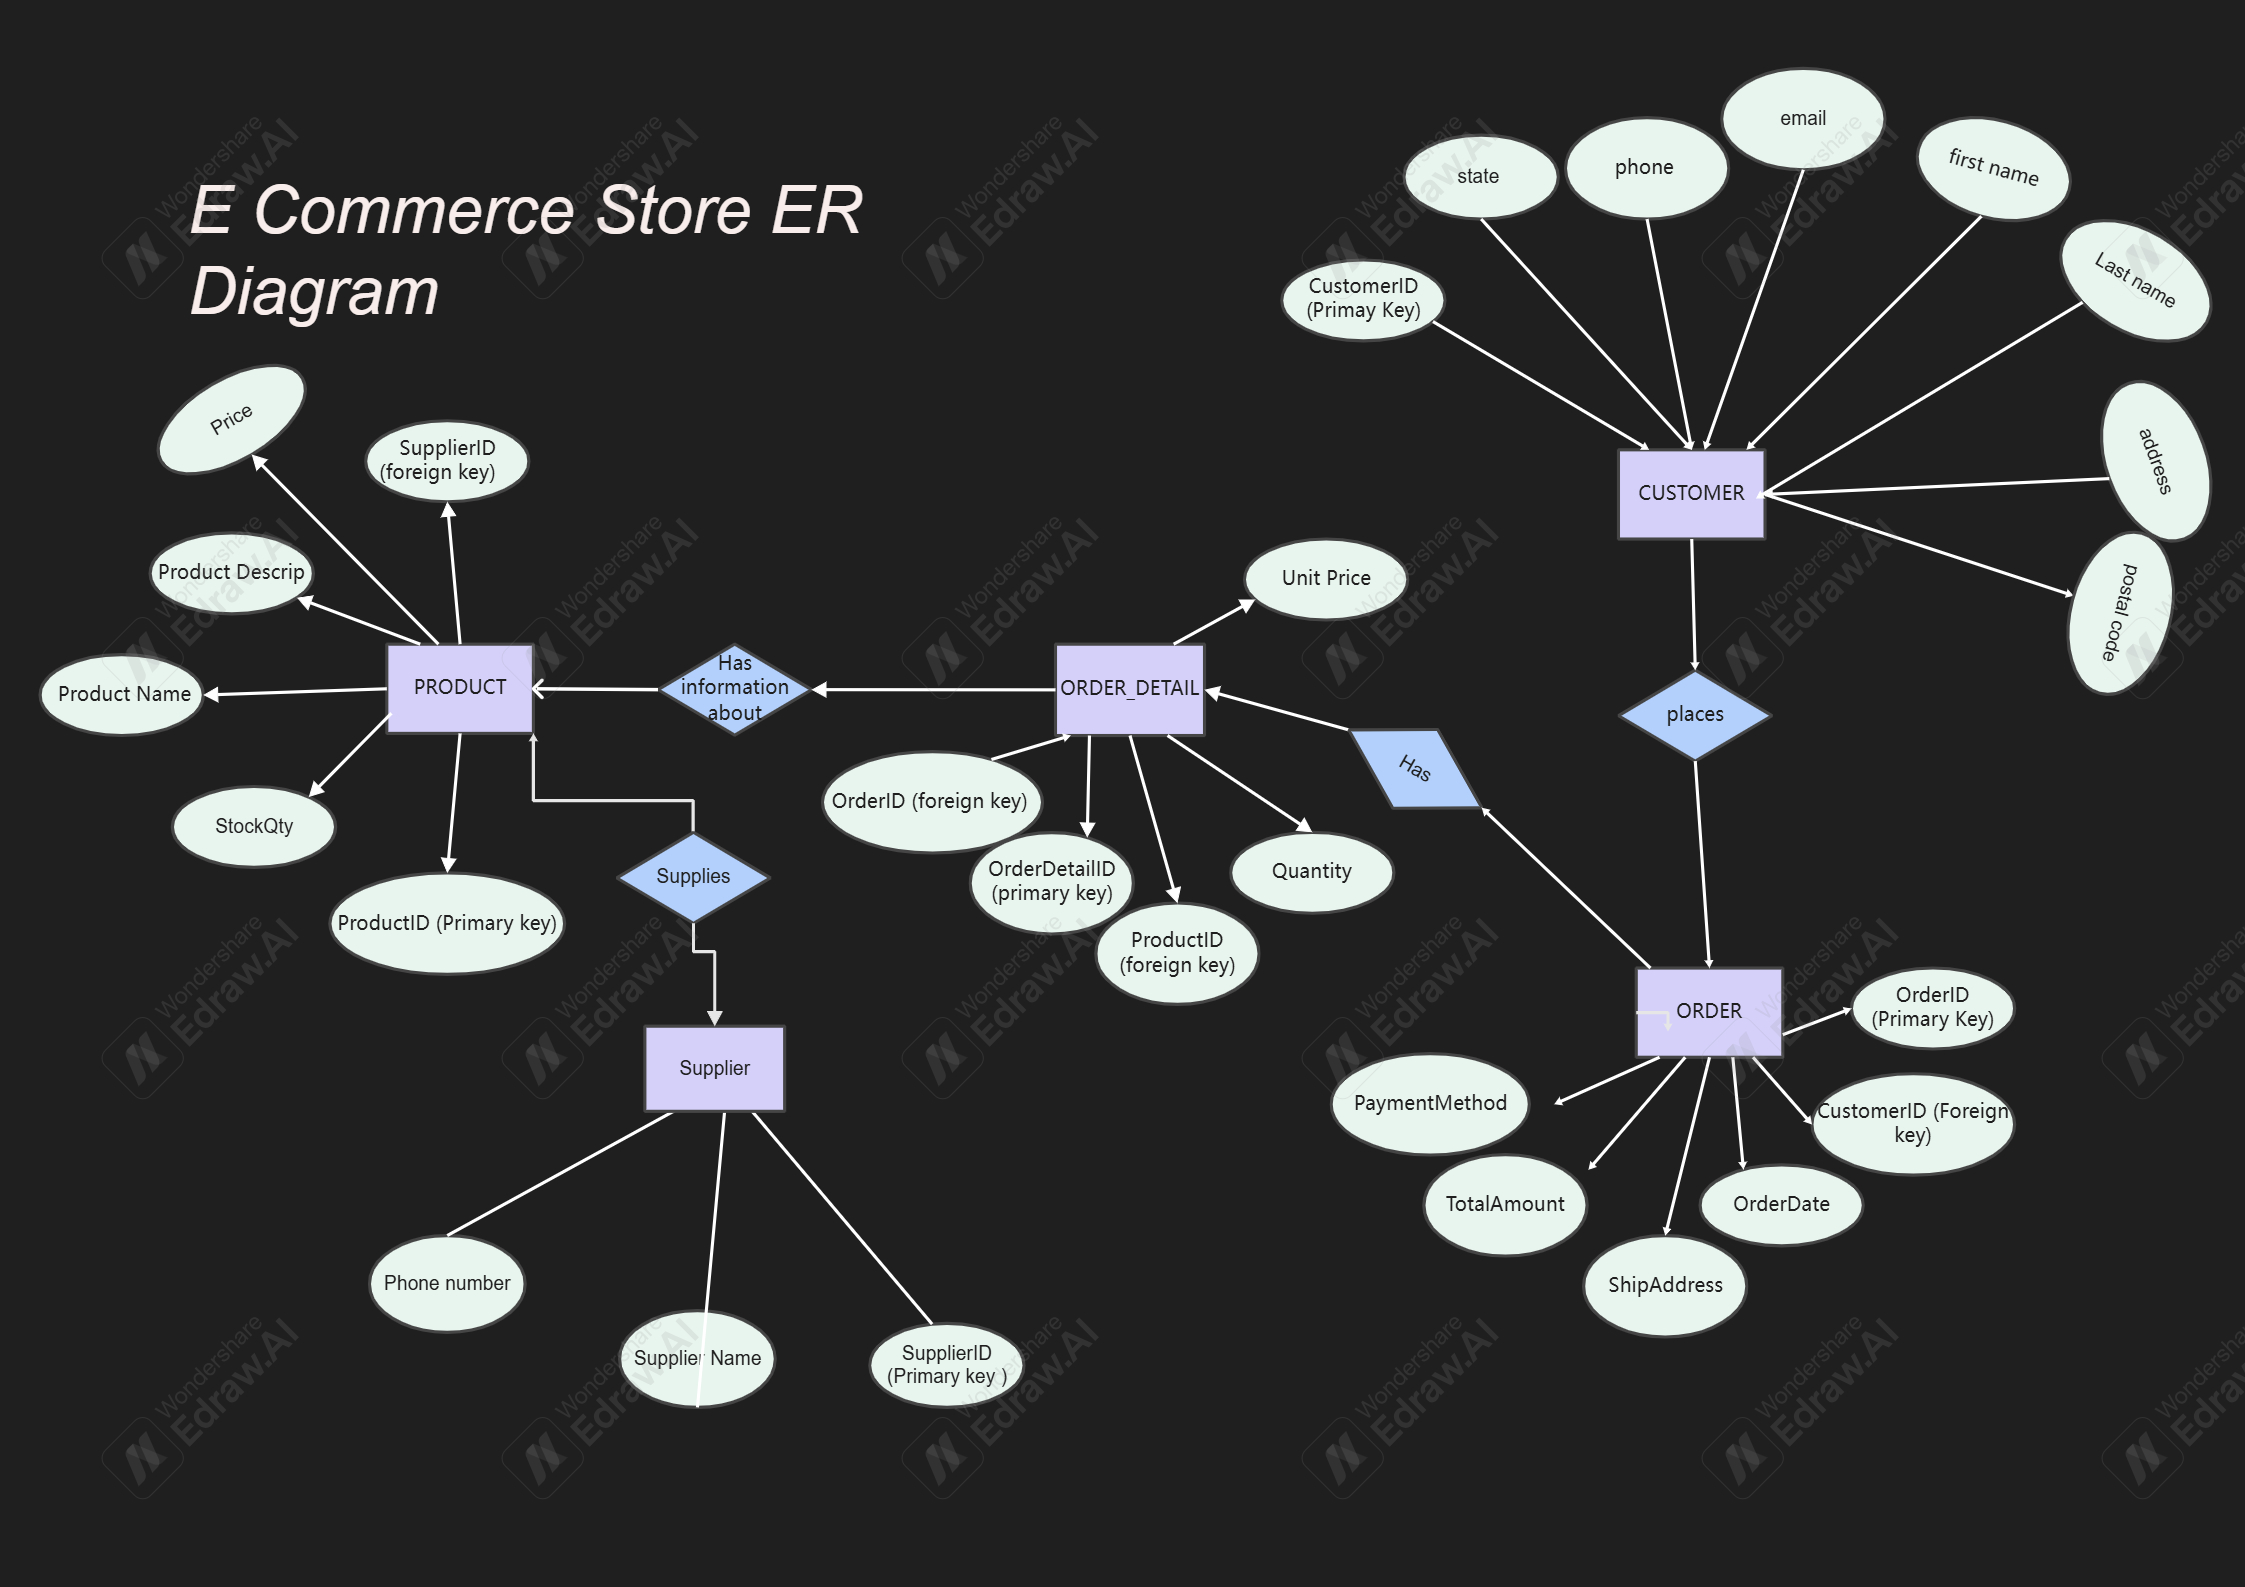 E Commerce Store ER
Diagram
email
phone
state
first name
Last name
CustomerID
(Primay Key)
address
CUSTOMER
postal code
Price
SupplierID
(foreign key)
Product Descrip
Product Name
PRODUCT
StockQty
ProductID (Primary key)
Has
information
about
ORDER_DETAIL
Unit Price
Has
places
OrderID (foreign key)
OrderDetailID
(primary key)
ProductID
(foreign key)
Quantity
Supplies
Supplier
Phone number
Supplier Name
SupplierID
(Primary key )
ORDER
OrderID
(Primary Key)
PaymentMethod
CustomerID (Foreign
key)
TotalAmount
OrderDate
ShipAddress
Wondershare
Edraw.AI